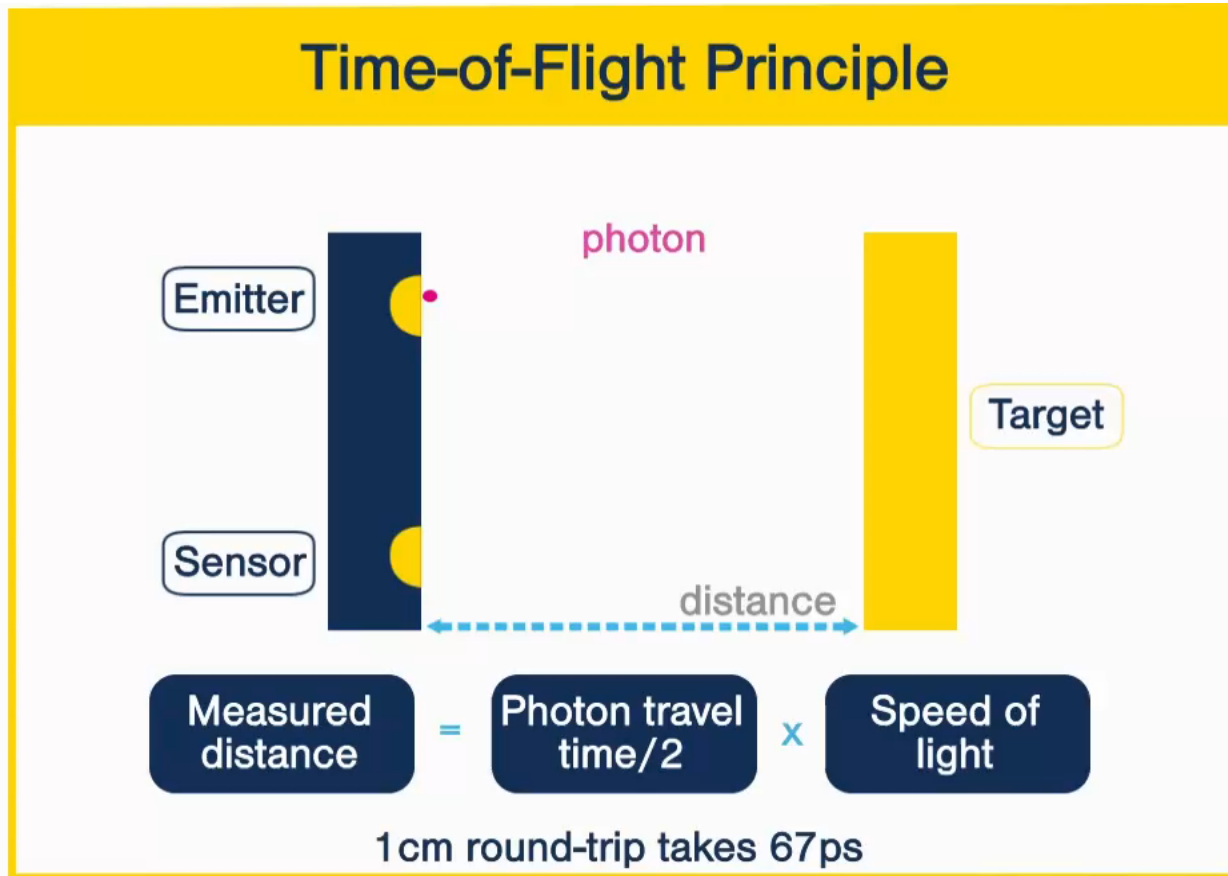 Time-of-Flight Principle
photon
Emitter
Target
Sensor
distance
Measured
distance
=
Photon travel
time/2
x
Speed of
light
1cm round-trip takes 67ps